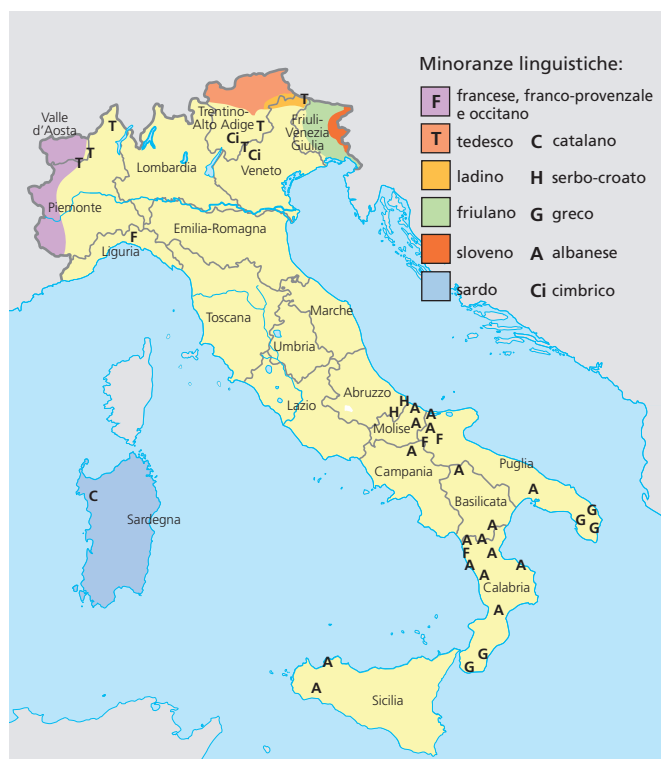 Minoranze linguistiche:
F francese, franco-provenzale
e occitano
T tedesco
C catalano
ladino
H serbo-croato
friulano
G greco
sloveno
A albanese
sardo
Ci cimbrico
Valle
d'Aosta
T
T
T
Piemonte
Lombardia
Trentino-
Alto Adige
T
Ci
T
Ci
Veneto
T
Friuli-
Venezia
Giulia
F
Liguria
Emilia-Romagna
Toscana
Marche
Umbria
Lazio
Abruzzo
H
H
A
A
A
A
Molise
F
F
A
Campania
Puglia
A
Basilicata
A
G
G
G
A
A
A
F
A
A
A
A
Calabria
A
G
G
C
Sardegna
A
A
Sicilia